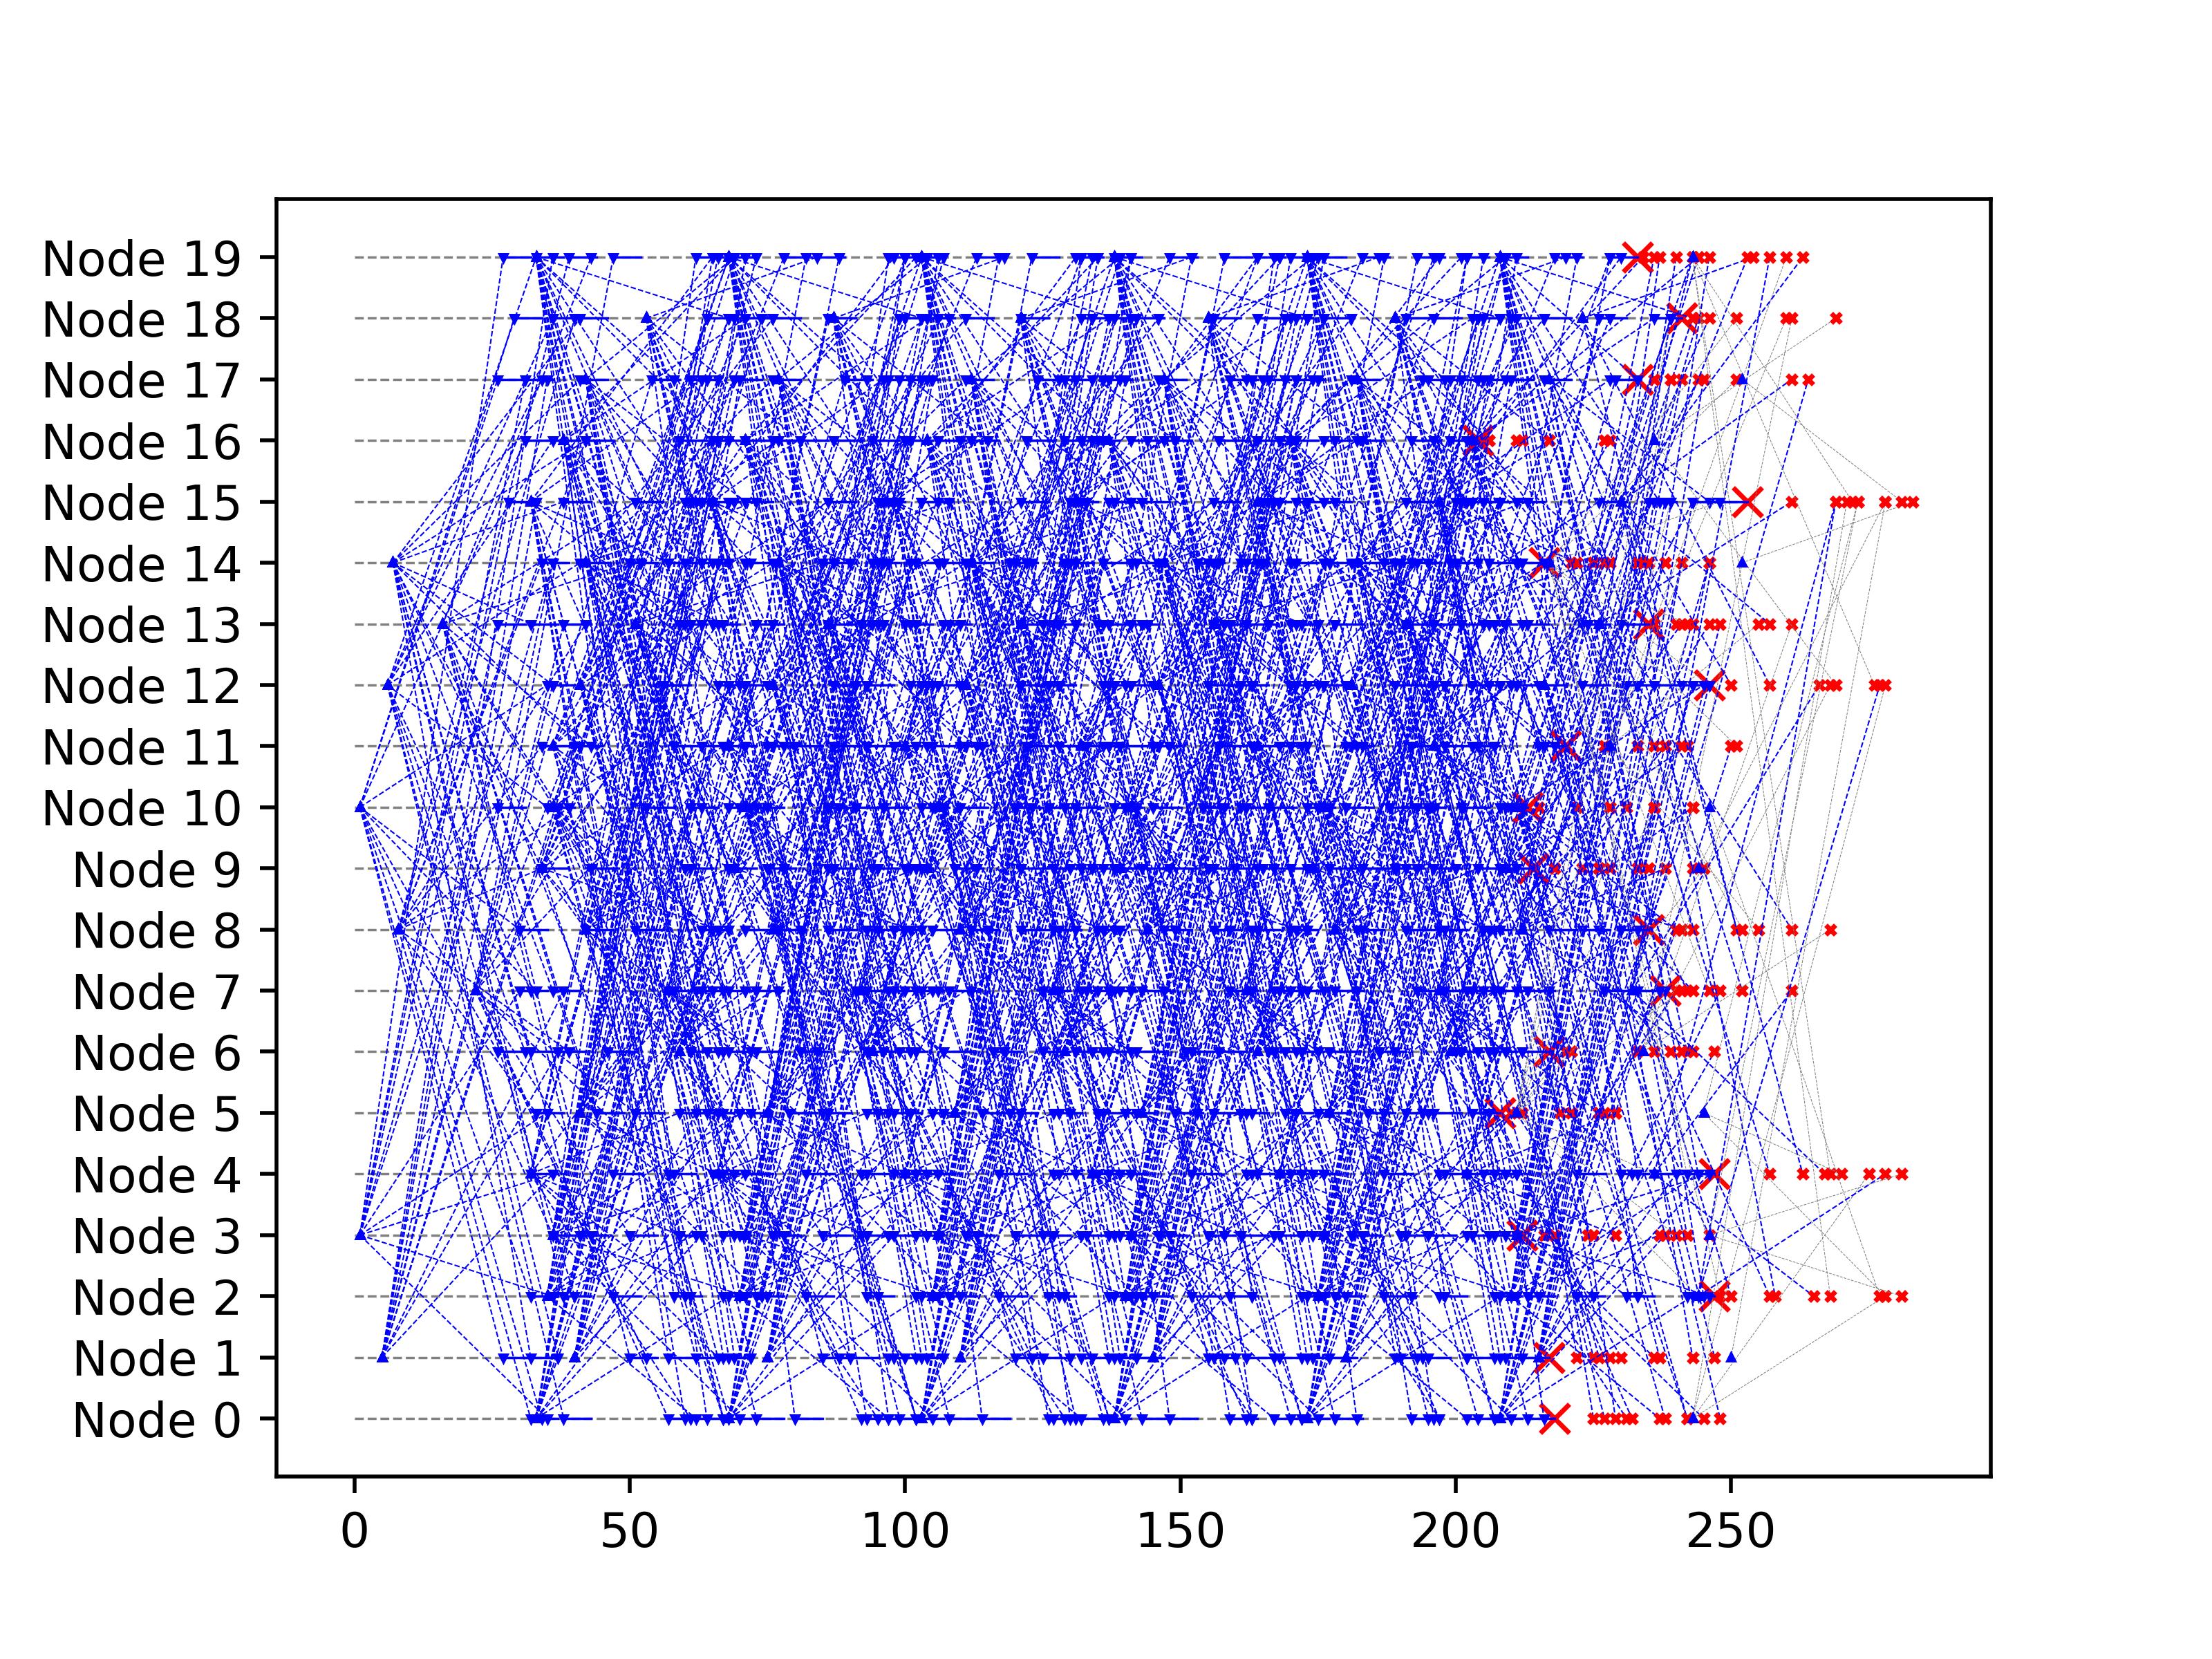 Node 19
Node 18
Node 17
Node 16
Node 15
Node 14
Node 13
Node 12
Node 11
Node 10
Node 9
Node 8
Node 7
Node 6
Node 5
Node 4
Node 3
Node 2
Node 1
Node 0
0 50 100 150 200 250